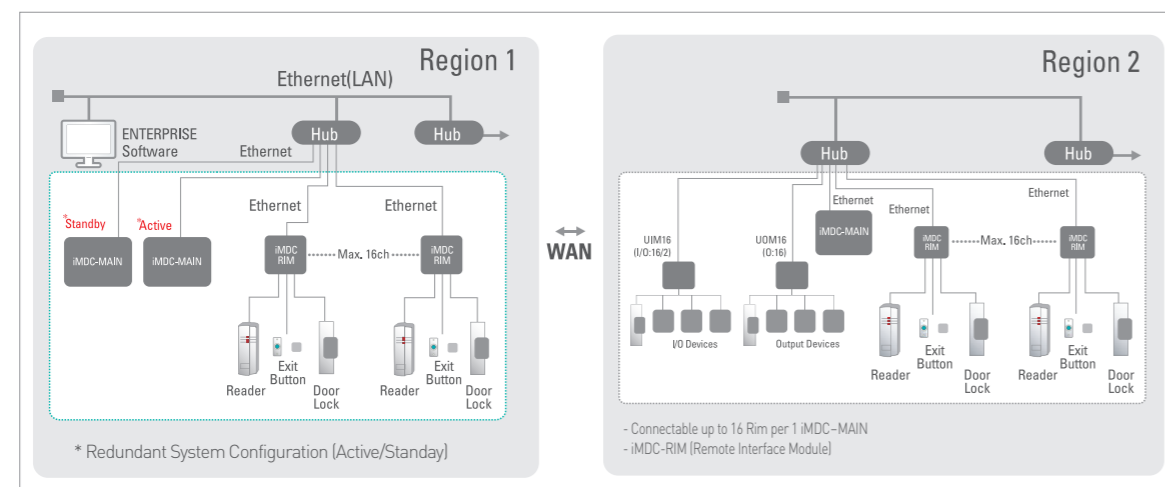 Region 1
Ethernet(LAN)
ENTERPRISE
Software
Hub
Hub
Ethernet
Ethernet
Ethernet
*Standby
*Active
iMDC-MAIN
iMDC-MAIN
iMDC
RIM
Max. 16ch
iMDC
RIM
Reader
Exit
Button
Door
Lock
Reader
Exit
Button
Door
Lock
* Redundant System Configuration (Active/Standay)
WAN
Region 2
Hub
Hub
Ethernet
Ethernet
Ethernet
UIM16
(I/O:16/2)
UOM16
(O:16)
iMDC-MAIN
iMDC
RIM
Max. 16ch
iMDC
RIM
I/O Devices
Output Devices
Reader
Exit
Button
Door
Lock
Reader
Exit
Button
Door
Lock
- Connectable up to 16 Rim per 1 iMDC-MAIN
- iMDC-RIM (Remote Interface Module)